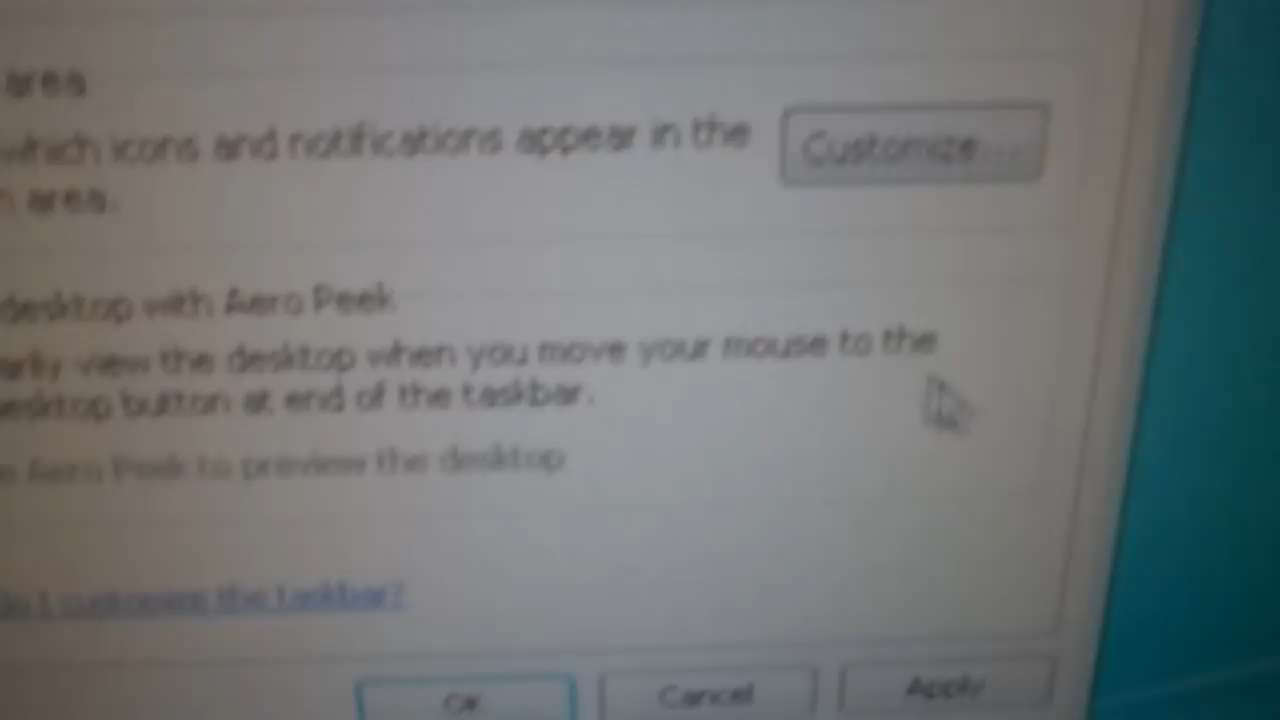 area
which icons and notifications appear in the
Customize...
area.
desktop with Aero Peek
view the desktop when you move your mouse to the
desktop button at end of the taskbar.
Aero Peek to preview the desktop
I customize the taskbar?
OK
Cancel
Apply